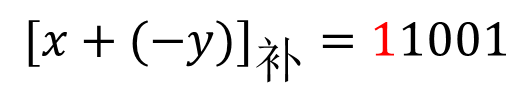 [x + (−y)]补 = 11001